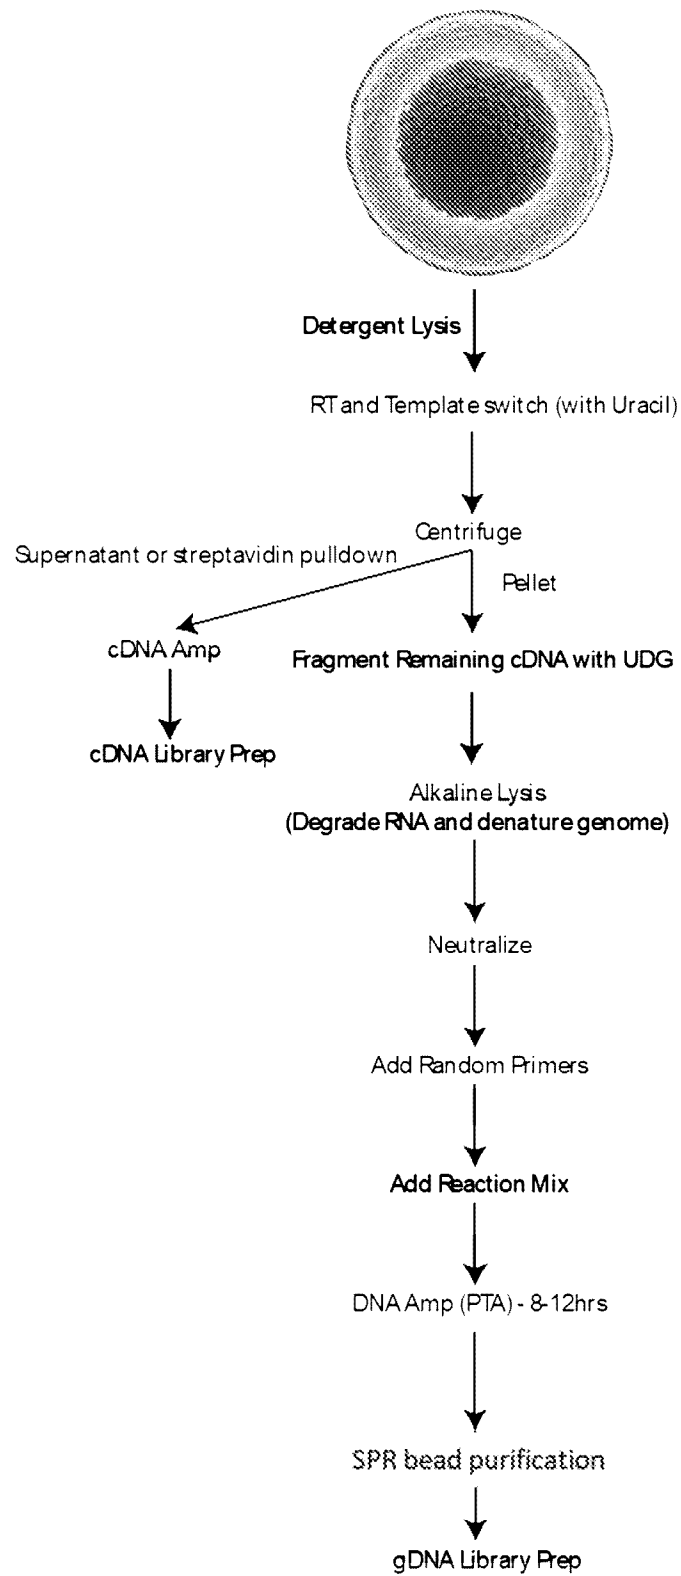 Detergent Lysis
RT and Template switch (with Uracil)
Centrifuge
Supernatant or streptavidin pulldown
Pellet
cDNA Amp
Fragment Remaining cDNA with UDG
cDNA Library Prep
Alkaline Lysis
(Degrade RNA and denature genome)
Neutralize
Add Random Primers
Add Reaction Mix
DNA Amp (PTA) - 8-12hrs
SPR bead purification
gDNA Library Prep